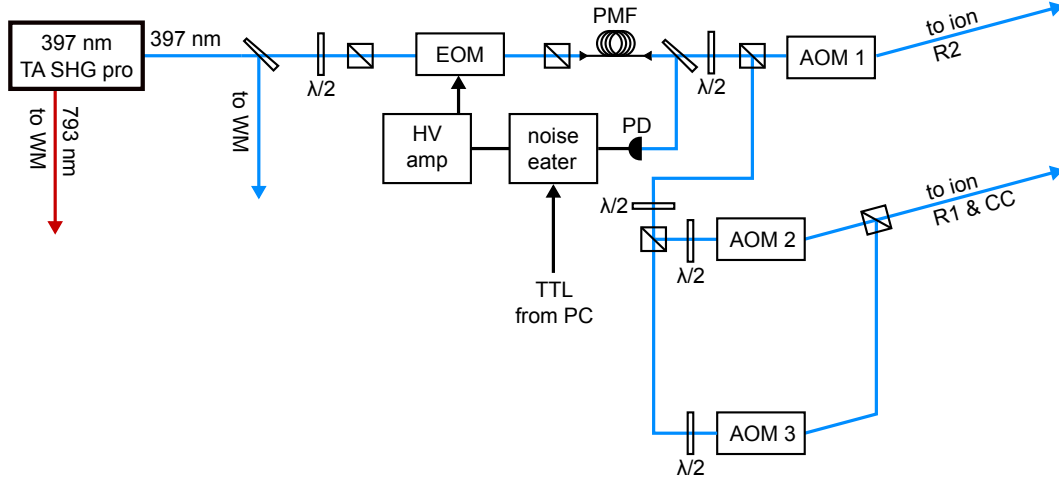 397 nm
TA SHG pro
397 nm
793 nm
to WM
to WM
λ/2
EOM
PMF
λ/2
AOM 1
to ion
R2
HV
amp
noise
eater
PD
TTL
from PC
λ/2
λ/2
AOM 2
to ion
R1 & CC
λ/2
AOM 3